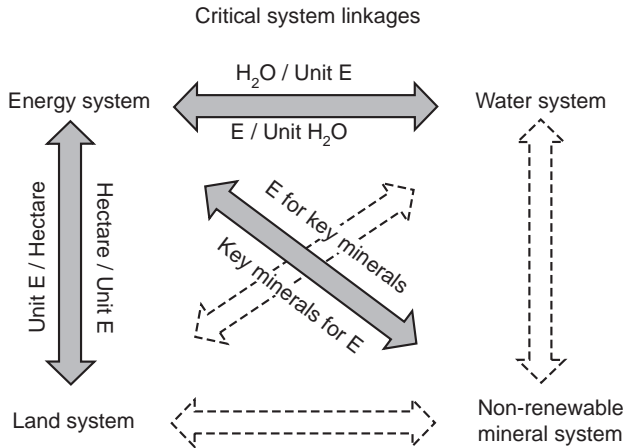 Critical system linkages
H₂O / Unit E
Energy system
Water system
E / Unit H₂O
Unit E / Hectare
Hectare / Unit E
E for key minerals
Key minerals for E
Land system
Non-renewable
mineral system